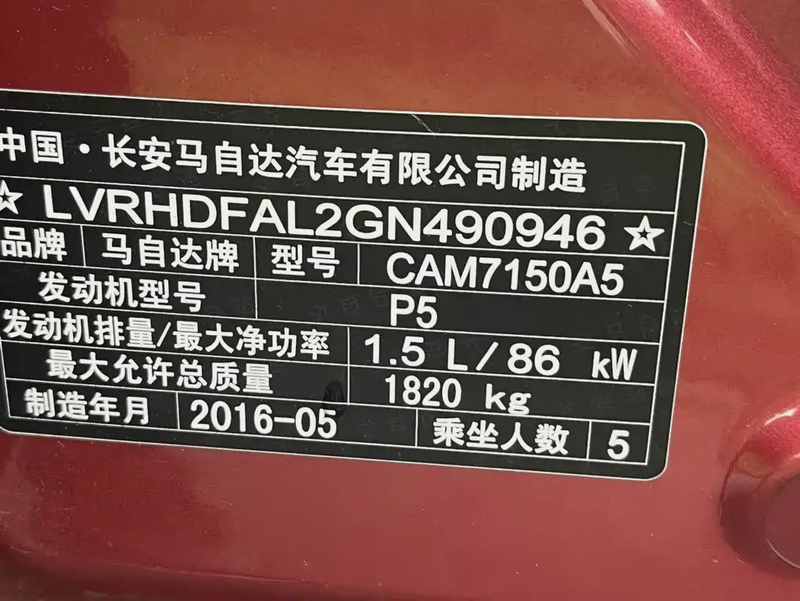 中国·长安马自达汽车有限公司制造
☆ LVRHDFAL2GN490946 ☆
品牌 马自达牌 型号 CAM7150A5
发动机型号 P5
发动机排量/最大净功率 1.5 L/86 kW
最大允许总质量 1820 kg
制造年月 2016-05 乘坐人数 5